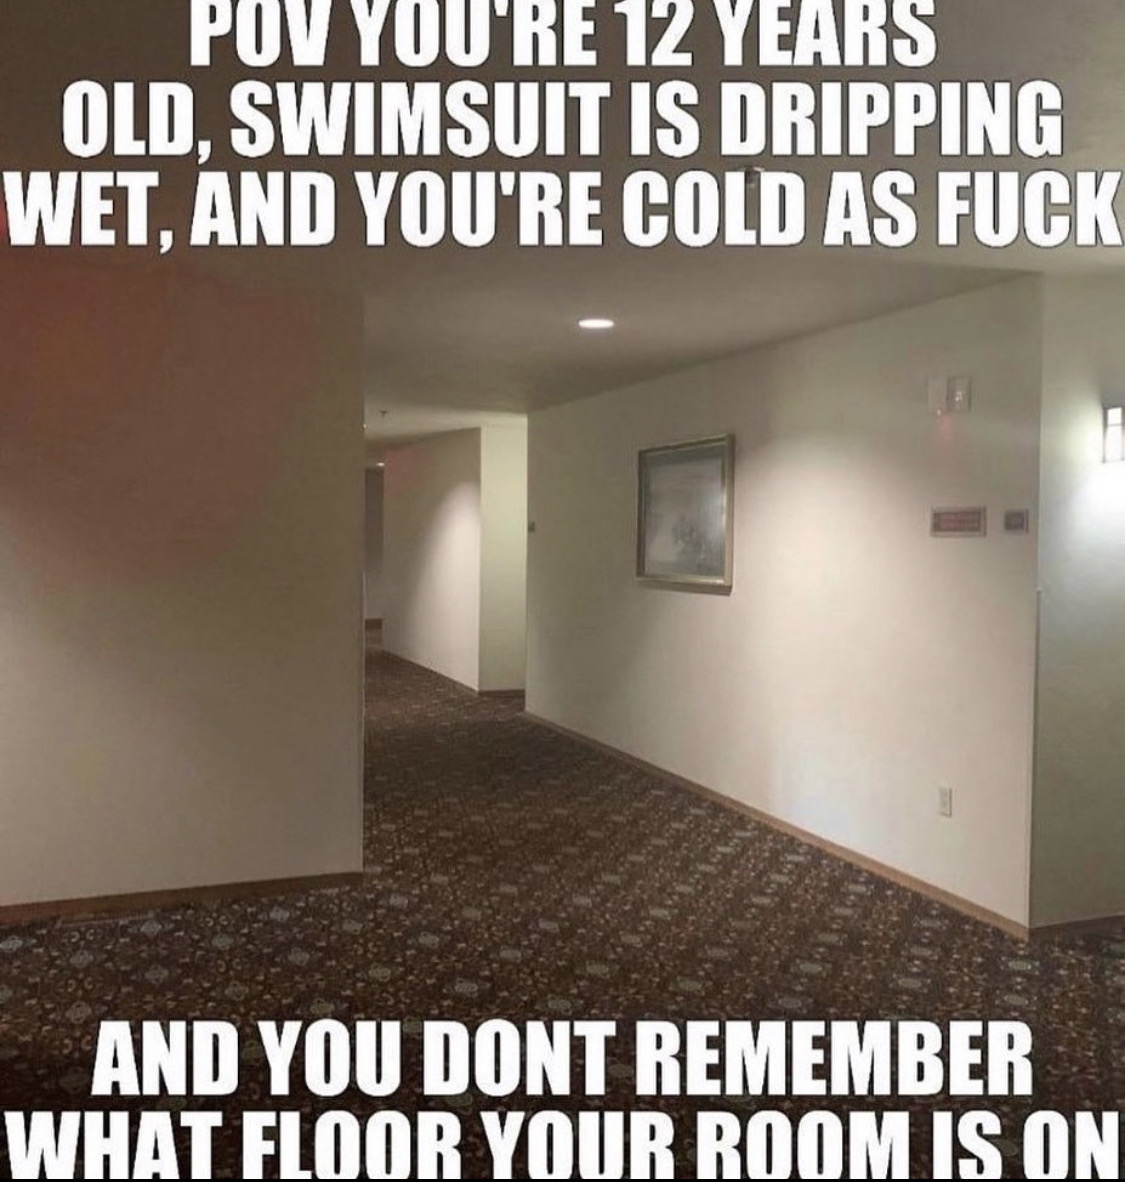 POV YOU'RE 12 YEARS
OLD, SWIMSUIT IS DRIPPING
WET, AND YOU'RE COLD AS FUCK
AND YOU DONT REMEMBER
WHAT FLOOR YOUR ROOM IS ON